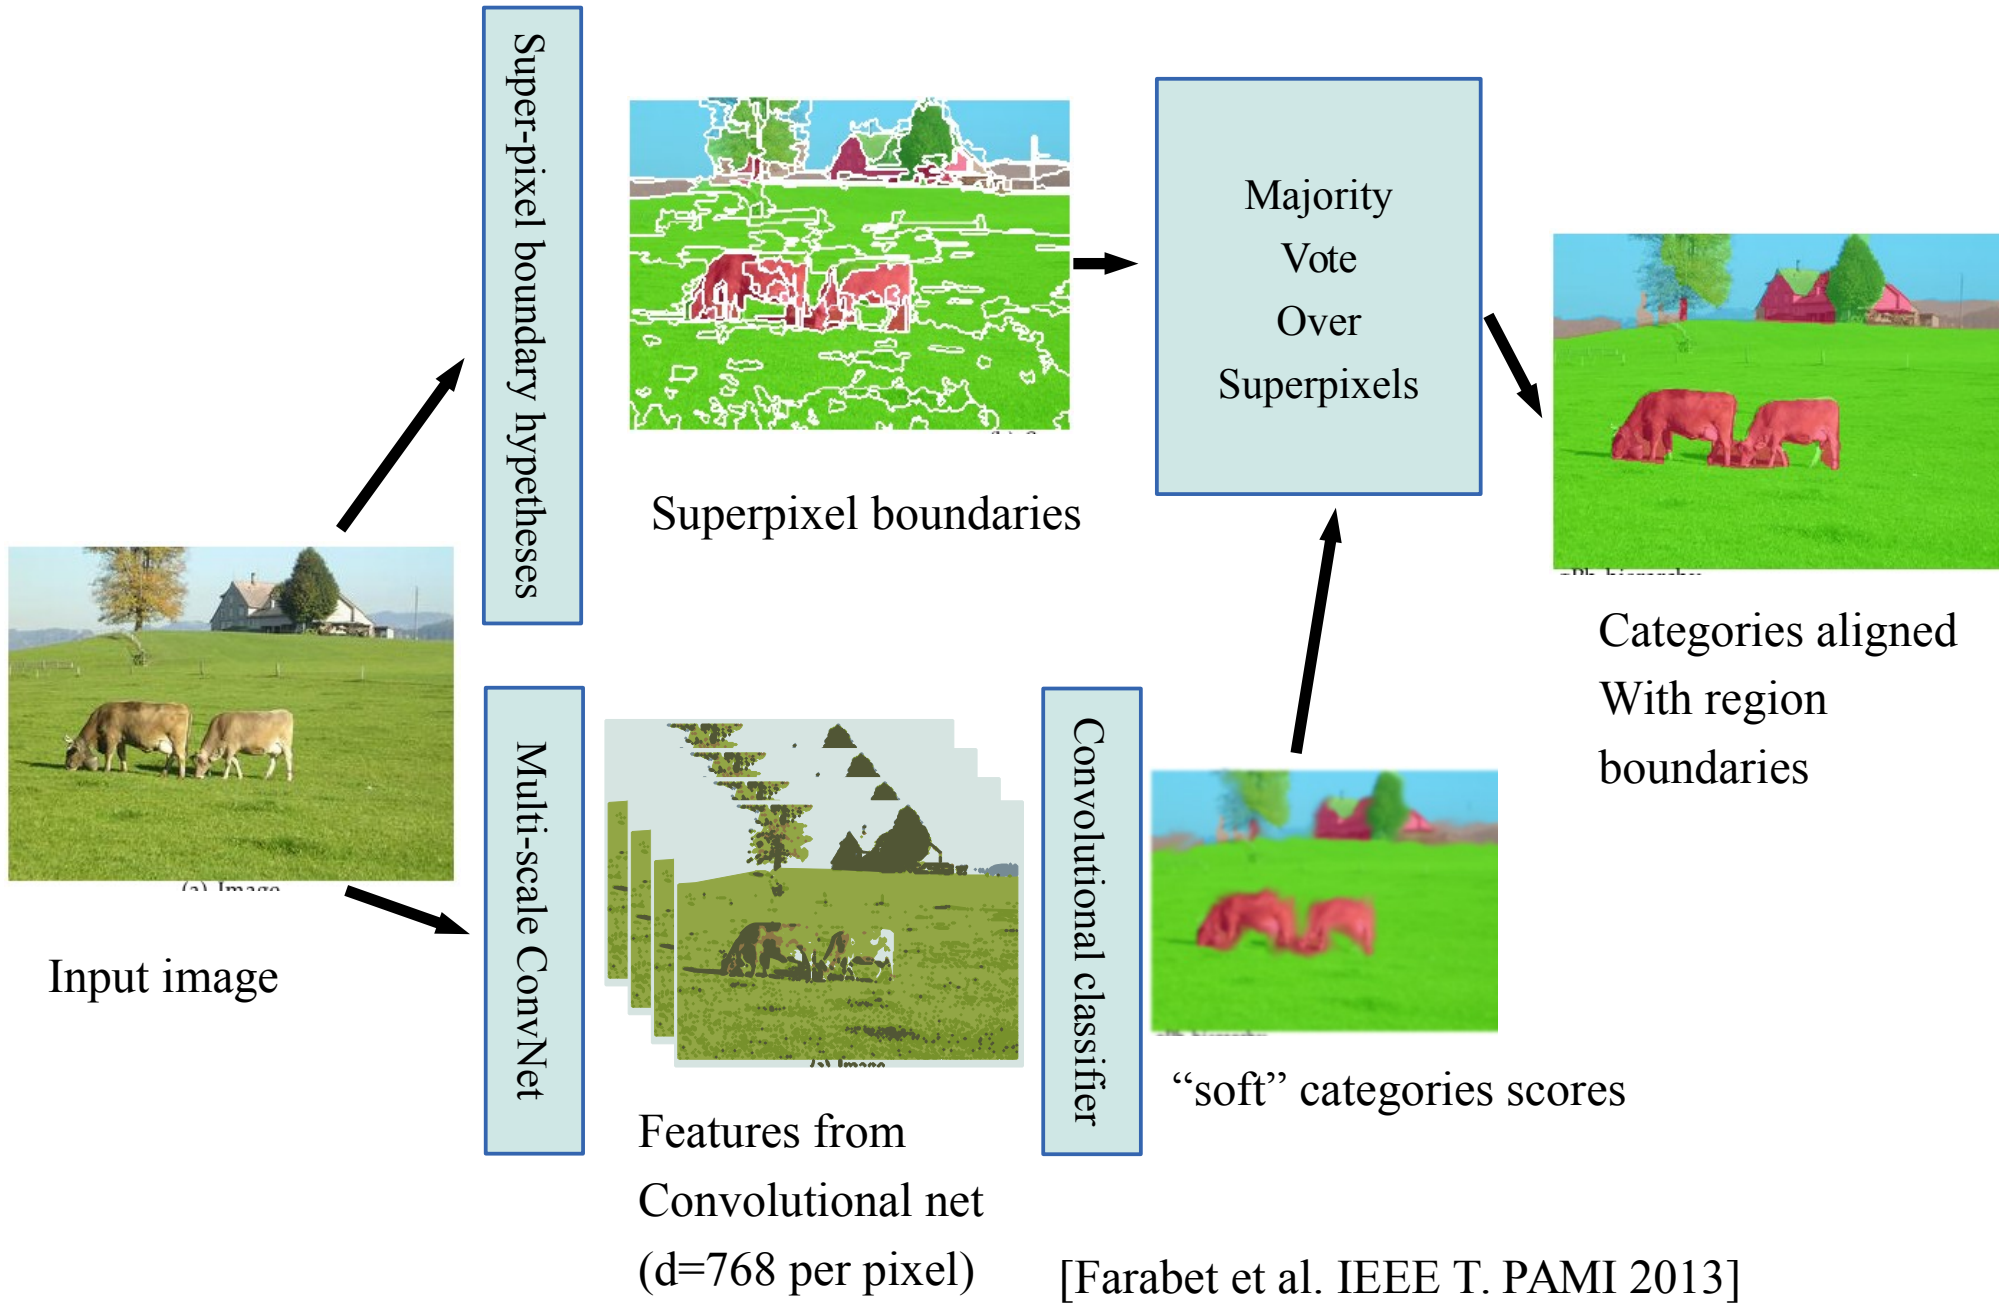 Super-pixel boundary hypetheses
Superpixel boundaries
Majority
Vote
Over
Superpixels
Categories aligned
With region
boundaries
Input image
Multi-scale ConvNet
Features from
Convolutional net
(d=768 per pixel)
Convolutional classifier
“soft” categories scores
[Farabet et al. IEEE T. PAMI 2013]